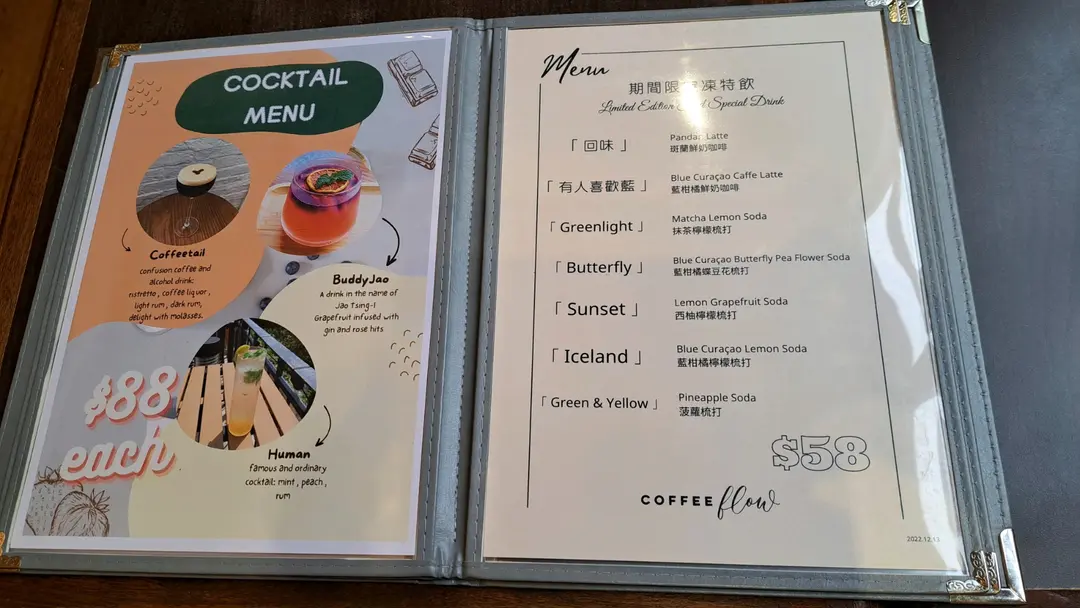 COCKTAIL
MENU
Coffeetail
confusion coffee and
alcohol drink:
ristretto, coffee liquor,
light rum, dark rum,
delight with molasses.
BuddyJao
A drink in the name of
Jao Tsing-I
Grapefruit infused with
gin and rose hits
$88
each
Human
famous and ordinary
cocktail: mint, peach,
rum
Menu
期間限 凍特飲
Limited Edition Special Drink
「 回味 」
Pandan Latte
斑蘭鮮奶咖啡
「 有人喜歡藍 」
Blue Curaçao Caffe Latte
藍柑橘鮮奶咖啡
「 Greenlight 」
Matcha Lemon Soda
抹茶檸檬梳打
「 Butterfly 」
Blue Curaçao Butterfly Pea Flower Soda
藍柑橘蝶豆花梳打
「 Sunset 」
Lemon Grapefruit Soda
西柚檸檬梳打
「 Iceland 」
Blue Curaçao Lemon Soda
藍柑橘檸檬梳打
「 Green & Yellow 」
Pineapple Soda
菠蘿梳打
$58
COFFEE flow